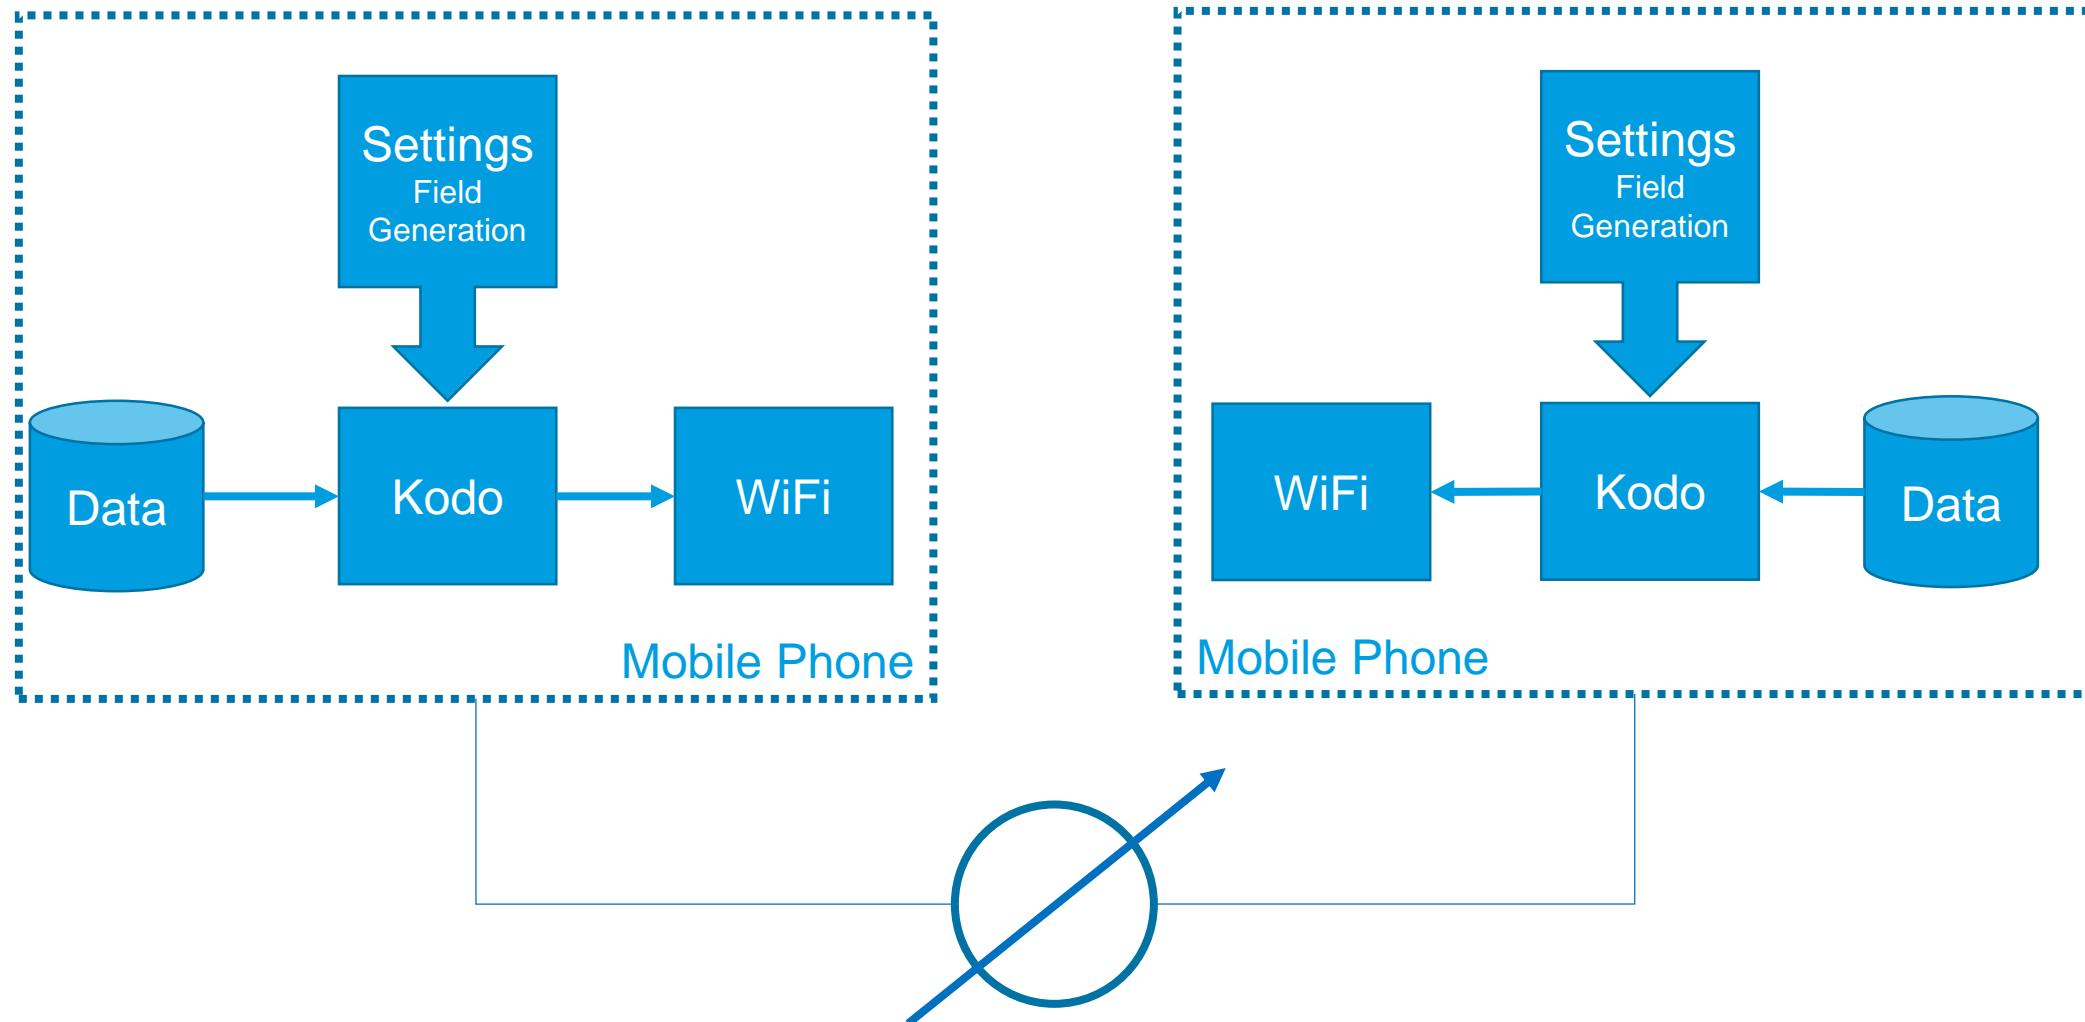 Settings
Field
Generation
Data
Kodo
WiFi
Mobile Phone
Settings
Field
Generation
WiFi
Kodo
Data
Mobile Phone